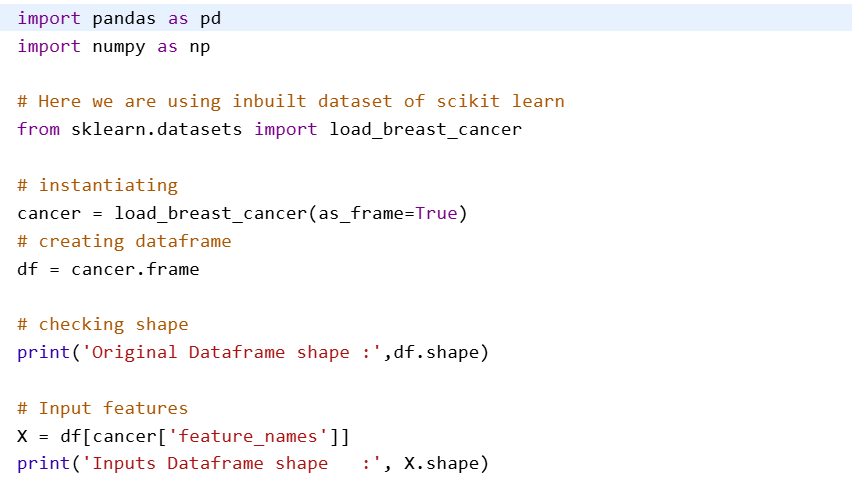 import pandas as pd
import numpy as np
# Here we are using inbuilt dataset of scikit learn
from sklearn.datasets import load_breast_cancer
# instantiating
cancer = load_breast_cancer(as_frame=True)
# creating dataframe
df = cancer.frame
# checking shape
print('Original Dataframe shape :',df.shape)
# Input features
X = df[cancer['feature_names']]
print('Inputs Dataframe shape   :', X.shape)